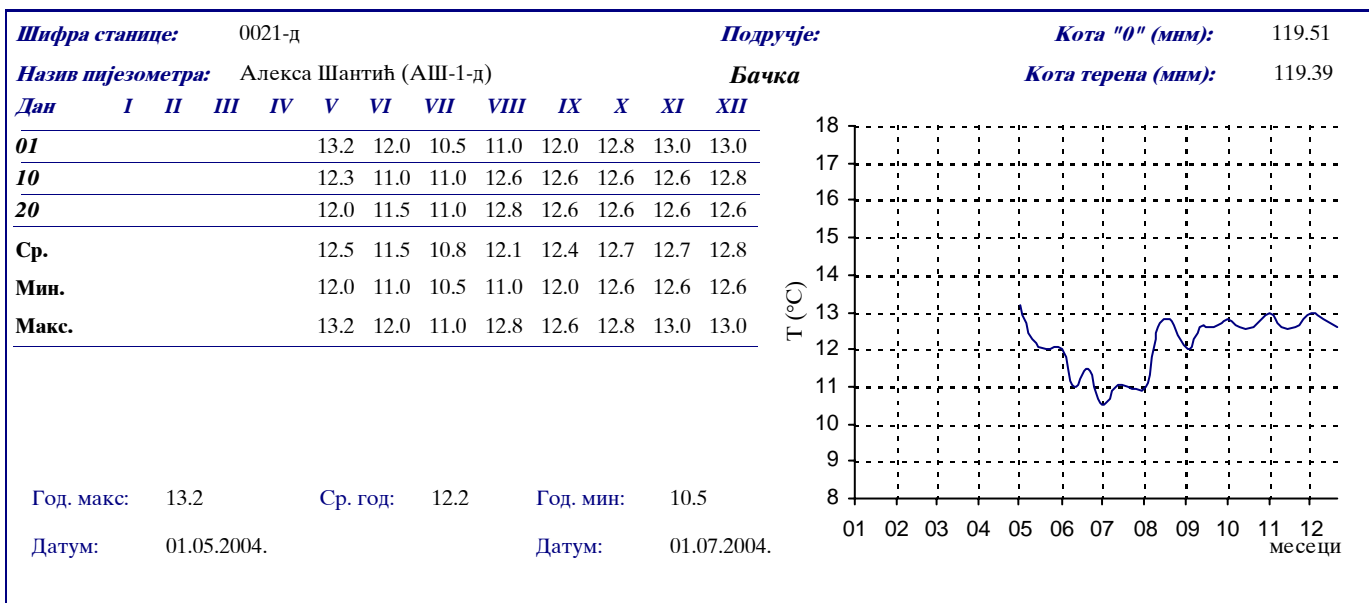 Шифра станице: 0021-д Подручје: Кота "0" (мнм): 119.51
Назив пијезометра: Алекса Шантић (АШ-1-д) Бачка Кота терена (мнм): 119.39
Дан I II III IV V VI VII VIII IX X XI XII
01 13.2 12.0 10.5 11.0 12.0 12.8 13.0 13.0
10 12.3 11.0 11.0 12.6 12.6 12.6 12.6 12.8
20 12.0 11.5 11.0 12.8 12.6 12.6 12.6 12.6
Ср. 12.5 11.5 10.8 12.1 12.4 12.7 12.7 12.8
Мин. 12.0 11.0 10.5 11.0 12.0 12.6 12.6 12.6
Макс. 13.2 12.0 11.0 12.8 12.6 12.8 13.0 13.0
Год. макс: 13.2 Ср. год: 12.2 Год. мин: 10.5
Датум: 01.05.2004. Датум: 01.07.2004.
18
17
16
15
14
13
12
11
10
9
8
T (°C)
01 02 03 04 05 06 07 08 09 10 11 12
месеци